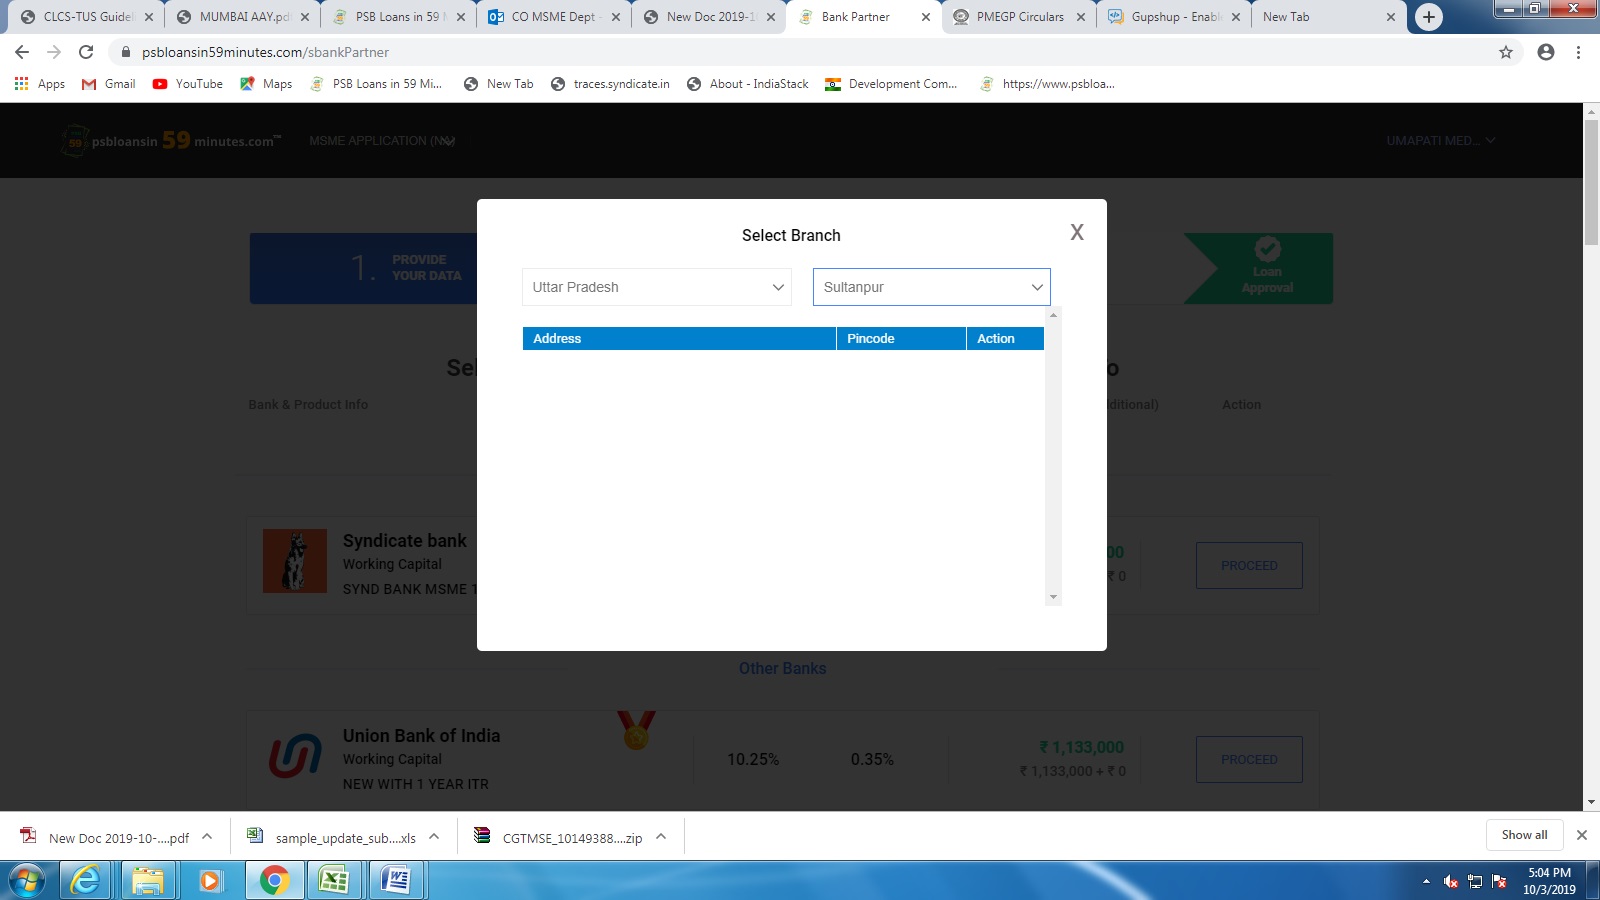 CLCS-TUS Guidel
MUMBAI AAY.pdf
PSB Loans in 59 M
CO MSME Dept -
New Doc 2019-10
Bank Partner
PMEGP Circulars
Gupshup - Enabl
New Tab
psbloansin59minutes.com/sbankPartner
Apps
Gmail
YouTube
Maps
PSB Loans in 59 Mi...
New Tab
traces.syndicate.in
About - IndiaStack
Development Com...
https://www.psbloa...
psbloansin 59 minutes.com™
MSME APPLICATION
UMAPATI MED...
Select Branch
X
1. PROVIDE
YOUR DATA
Loan
Approval
Uttar Pradesh
Sultanpur
Address
Pincode
Action
Sel
o
Bank & Product Info
ditional)
Action
Syndicate bank
Working Capital
SYND BANK MSME 1
00
₹ 0
PROCEED
Other Banks
Union Bank of India
Working Capital
NEW WITH 1 YEAR ITR
10.25%
0.35%
₹ 1,133,000
₹ 1,133,000 + ₹ 0
PROCEED
New Doc 2019-10-....pdf
sample_update_sub....xls
CGTMSE_10149388....zip
Show all
5:04 PM
10/3/2019